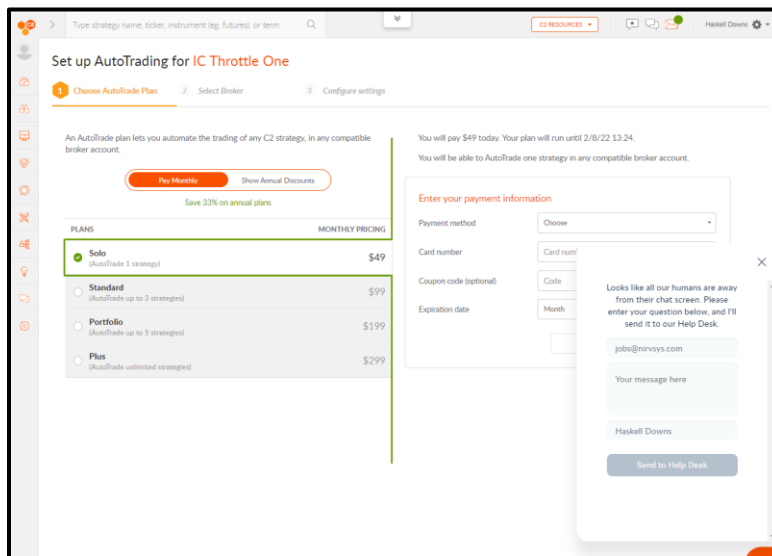 C2
Type strategy name, ticker, instrument (eg. futures), or term
C2 RESOURCES
Haskell Downs
Set up AutoTrading for IC Throttle One
1 Choose AutoTrade Plan 2 Select Broker 3 Configure settings
An AutoTrade plan lets you automate the trading of any C2 strategy, in any compatible
broker account.
Pay Monthly Show Annual Discounts
Save 33% on annual plans
PLANS MONTHLY PRICING
Solo $49
(AutoTrade 1 strategy)
Standard $99
(AutoTrade up to 3 strategies)
Portfolio $199
(AutoTrade up to 5 strategies)
Plus $299
(AutoTrade unlimited strategies)
You will pay $49 today. Your plan will run until 2/8/22 13:24.
You will be able to AutoTrade one strategy in any compatible broker account.
Enter your payment information
Payment method Choose
Card number Card num
Coupon code (optional) Code
Expiration date Month
Looks like all our humans are away
from their chat screen. Please
enter your question below, and I'll
send it to our Help Desk.
jobs@nirvsys.com
Your message here
Haskell Downs
Send to Help Desk